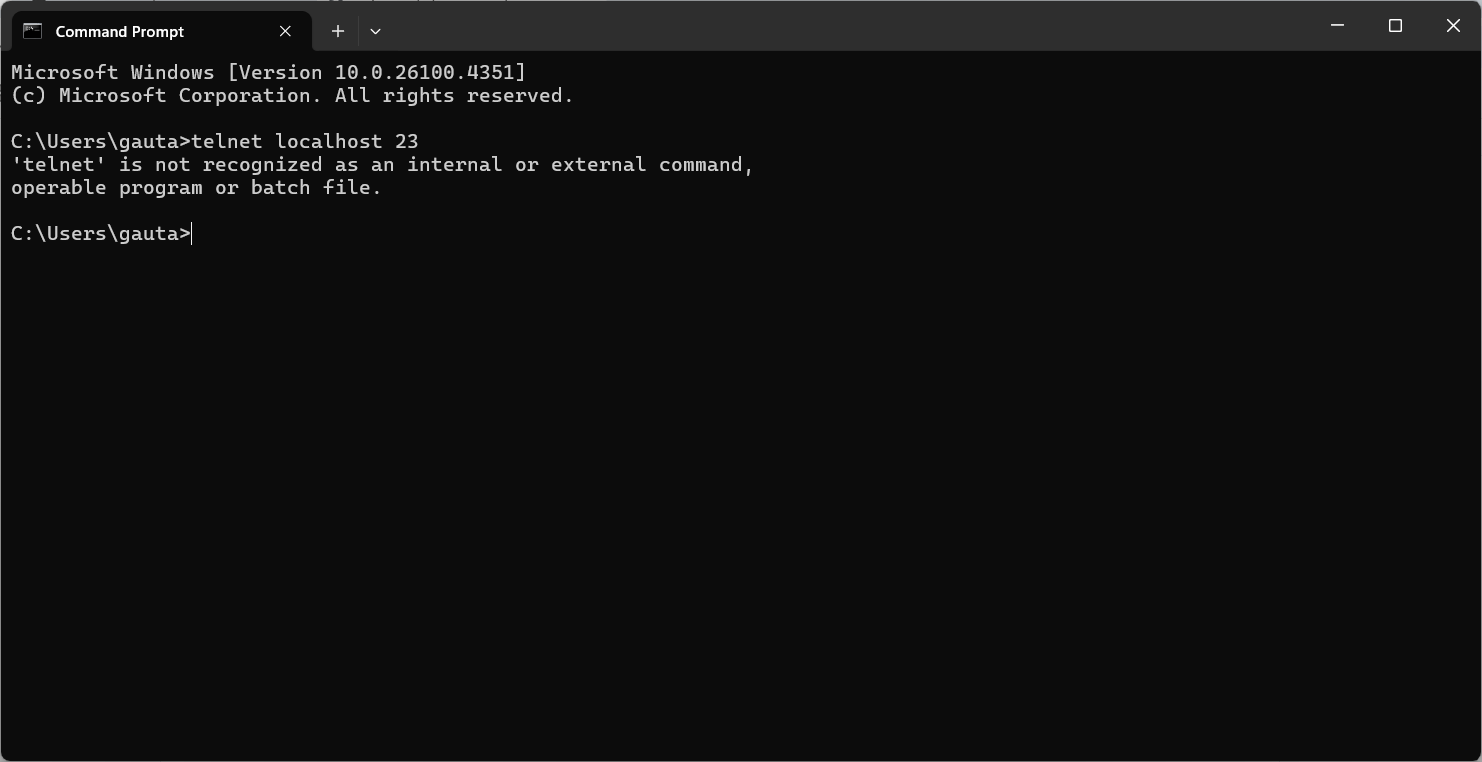 Command Prompt
Microsoft Windows [Version 10.0.26100.4351]
(c) Microsoft Corporation. All rights reserved.
C:\Users\gauta>telnet localhost 23
'telnet' is not recognized as an internal or external command,
operable program or batch file.
C:\Users\gauta>